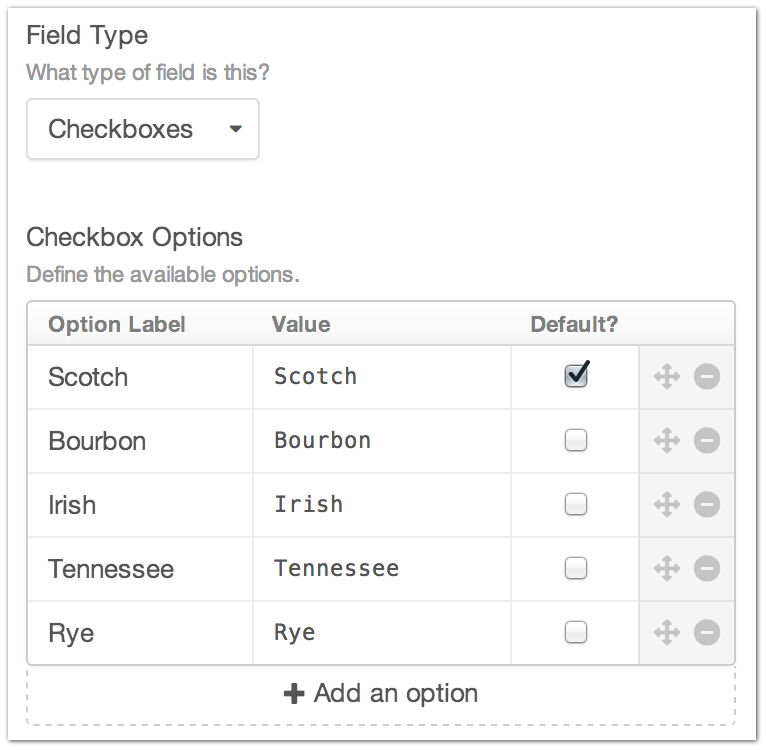 Field Type
What type of field is this?
Checkboxes
Checkbox Options
Define the available options.
Option Label Value Default?
Scotch Scotch
Bourbon Bourbon
Irish Irish
Tennessee Tennessee
Rye Rye
Add an option